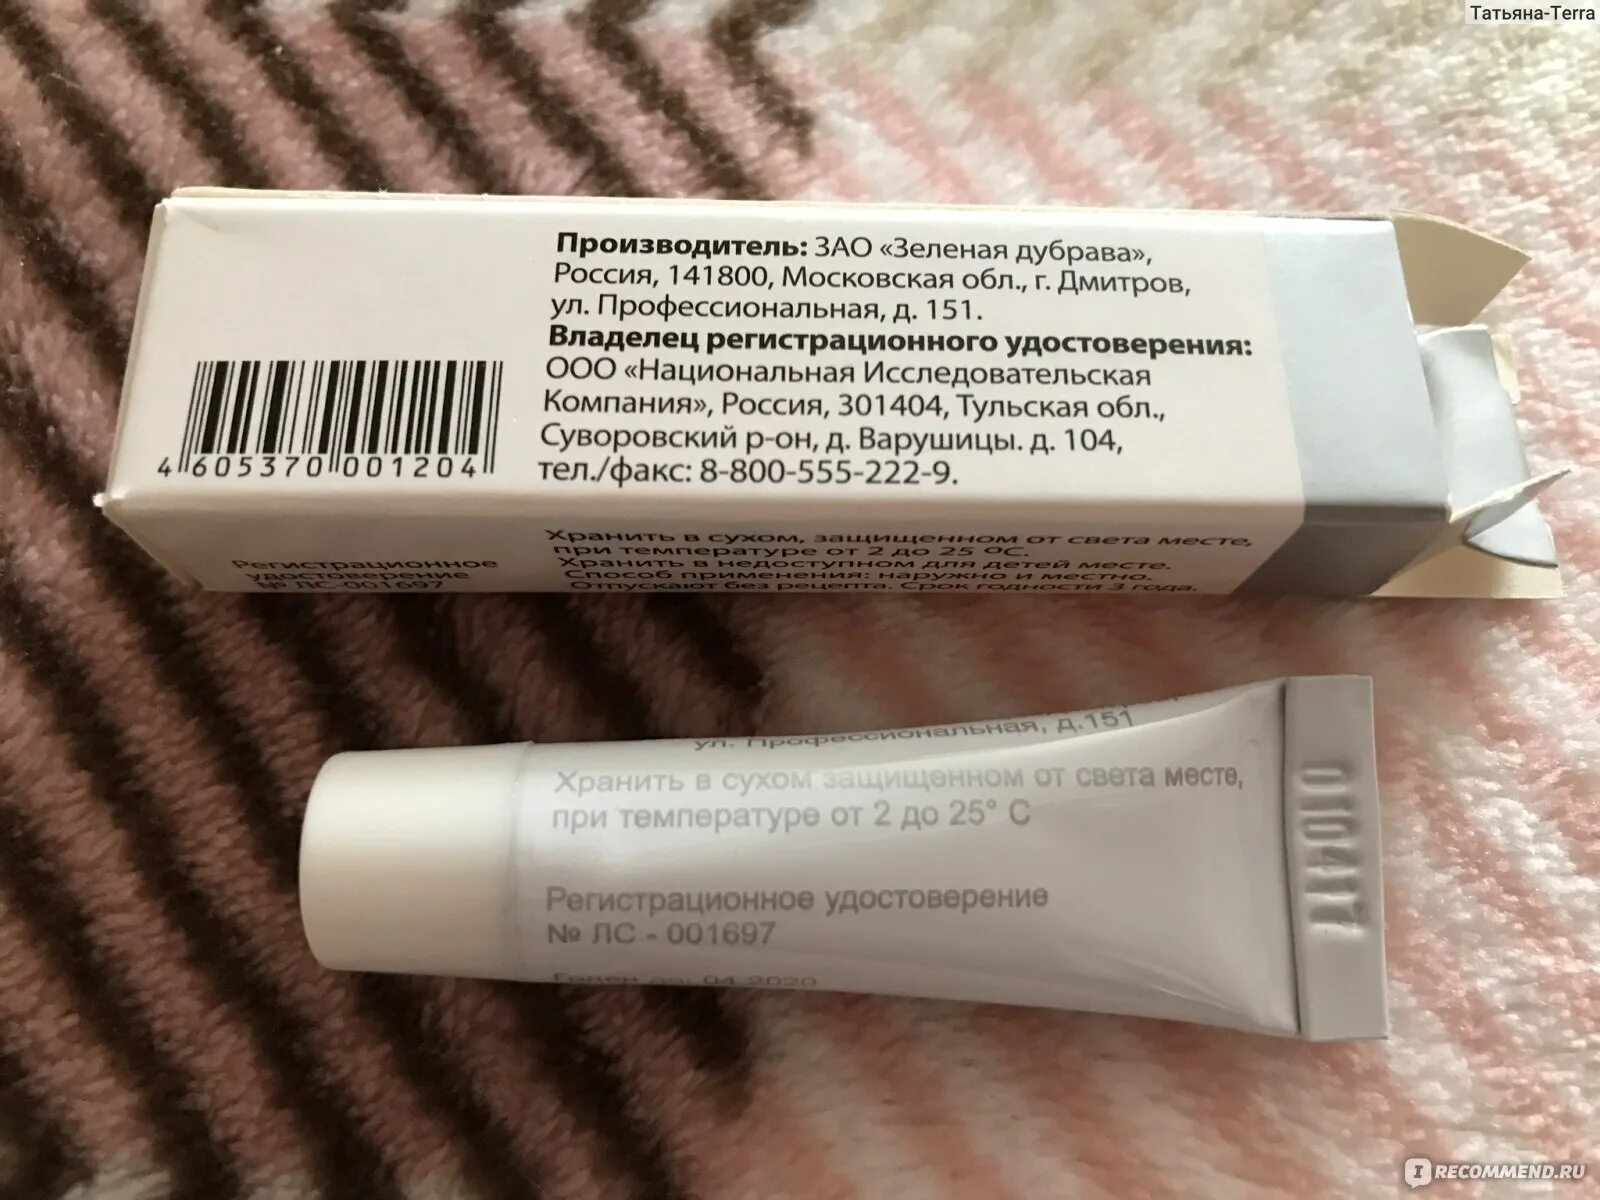 Татьяна-Terra
Производитель: ЗАО «Зеленая дубрава»,
Россия, 141800, Московская обл., г. Дмитров,
ул. Профессиональная, д. 151.
Владелец регистрационного удостоверения:
ООО «Национальная Исследовательская
Компания», Россия, 301404, Тульская обл.,
Суворовский р-он, д. Варушицы. д. 104,
тел./факс: 8-800-555-222-9.
4 605370 001204
Регистрационное
удостоверение
№ ЛС-001697
Хранить в сухом, защищенном от света месте,
при температуре от 2 до 25 ºС.
Хранить в недоступном для детей месте.
Способ применения: наружно и местно.
Отпускают без рецепта. Срок годности 3 года.
ул. Профессиональная, д.151
Хранить в сухом защищенном от света месте,
при температуре от 2 до 25° С
Регистрационное удостоверение
№ ЛС - 001697
Годен до: 04.2020
010417
IRECOMMEND.RU